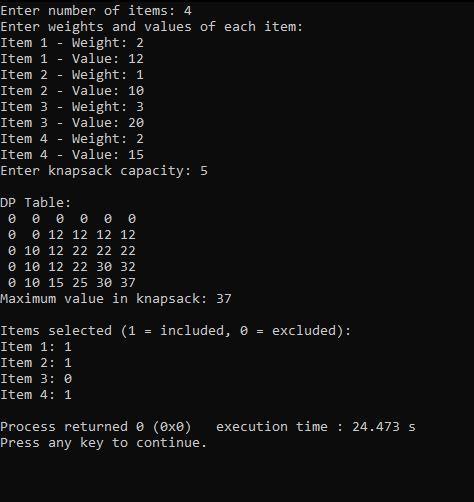 Enter number of items: 4
Enter weights and values of each item:
Item 1 - Weight: 2
Item 1 - Value: 12
Item 2 - Weight: 1
Item 2 - Value: 10
Item 3 - Weight: 3
Item 3 - Value: 20
Item 4 - Weight: 2
Item 4 - Value: 15
Enter knapsack capacity: 5

DP Table:
 0  0  0  0  0  0
 0  0 12 12 12 12
 0 10 12 22 22 22
 0 10 12 22 30 32
 0 10 15 25 30 37
Maximum value in knapsack: 37

Items selected (1 = included, 0 = excluded):
Item 1: 1
Item 2: 1
Item 3: 0
Item 4: 1

Process returned 0 (0x0)   execution time : 24.473 s
Press any key to continue.